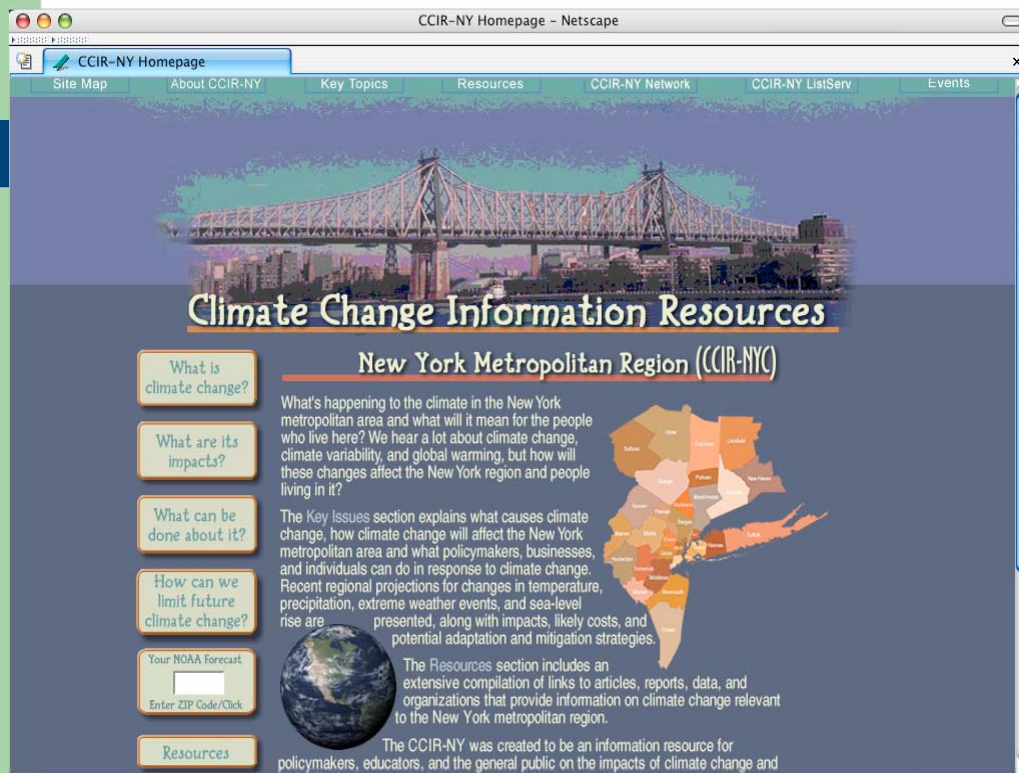 CCIR-NY Homepage - Netscape
CCIR-NY Homepage
Site Map About CCIR-NY Key Topics Resources CCIR-NY Network CCIR-NY ListServ Events
Climate Change Information Resources
New York Metropolitan Region (CCIR-NYC)
What is
climate change?
What are its
impacts?
What can be
done about it?
How can we
limit future
climate change?
Your NOAA Forecast
Enter ZIP Code/Click
Resources
What's happening to the climate in the New York
metropolitan area and what will it mean for the people
who live here? We hear a lot about climate change,
climate variability, and global warming, but how will
these changes affect the New York region and people
living in it?
The Key Issues section explains what causes climate
change, how climate change will affect the New York
metropolitan area and what policymakers, businesses,
and individuals can do in response to climate change.
Recent regional projections for changes in temperature,
precipitation, extreme weather events, and sea-level
rise are presented, along with impacts, likely costs, and
potential adaptation and mitigation strategies.
The Resources section includes an
extensive compilation of links to articles, reports, data, and
organizations that provide information on climate change relevant
to the New York metropolitan region.
The CCIR-NY was created to be an information resource for
policymakers, educators, and the general public on the impacts of climate change and